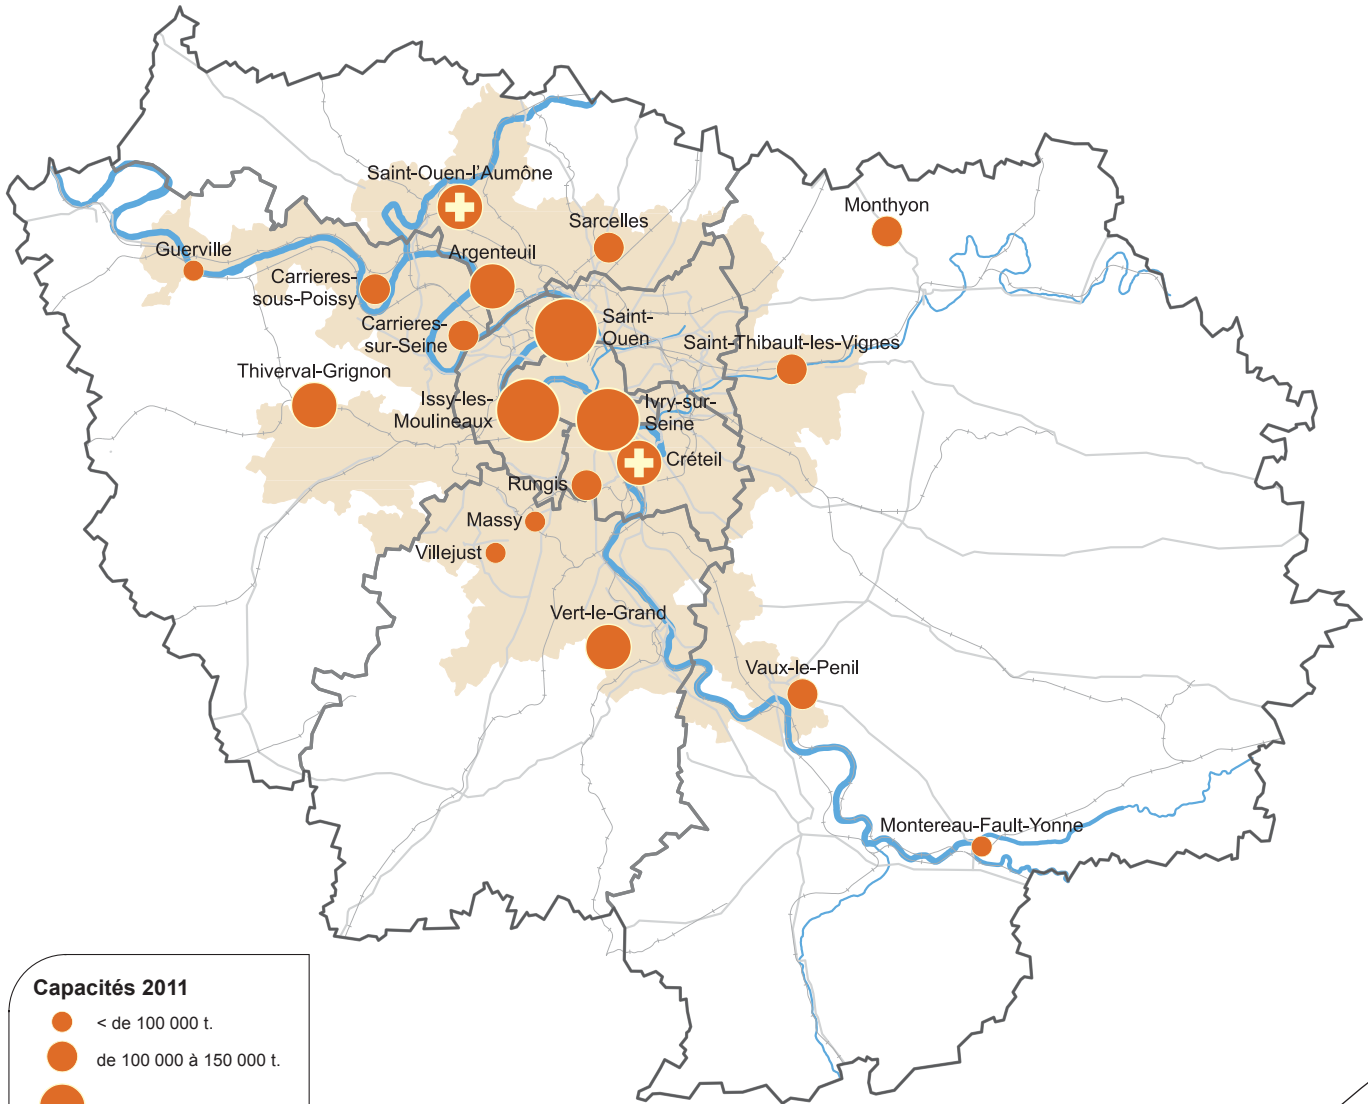 Saint-Ouen-l'Aumône
Monthyon
Sarcelles
Guerville
Argenteuil
Carrieres-
sous-Poissy
Carrieres-
sur-Seine
Saint-
Ouen
Saint-Thibault-les-Vignes
Thiverval-Grignon
Issy-les-
Moulineaux
Ivry-sur-
Seine
Créteil
Rungis
Massy
Villejust
Vert-le-Grand
Vaux-le-Penil
Montereau-Fault-Yonne
Capacités 2011
< de 100 000 t.
de 100 000 à 150 000 t.